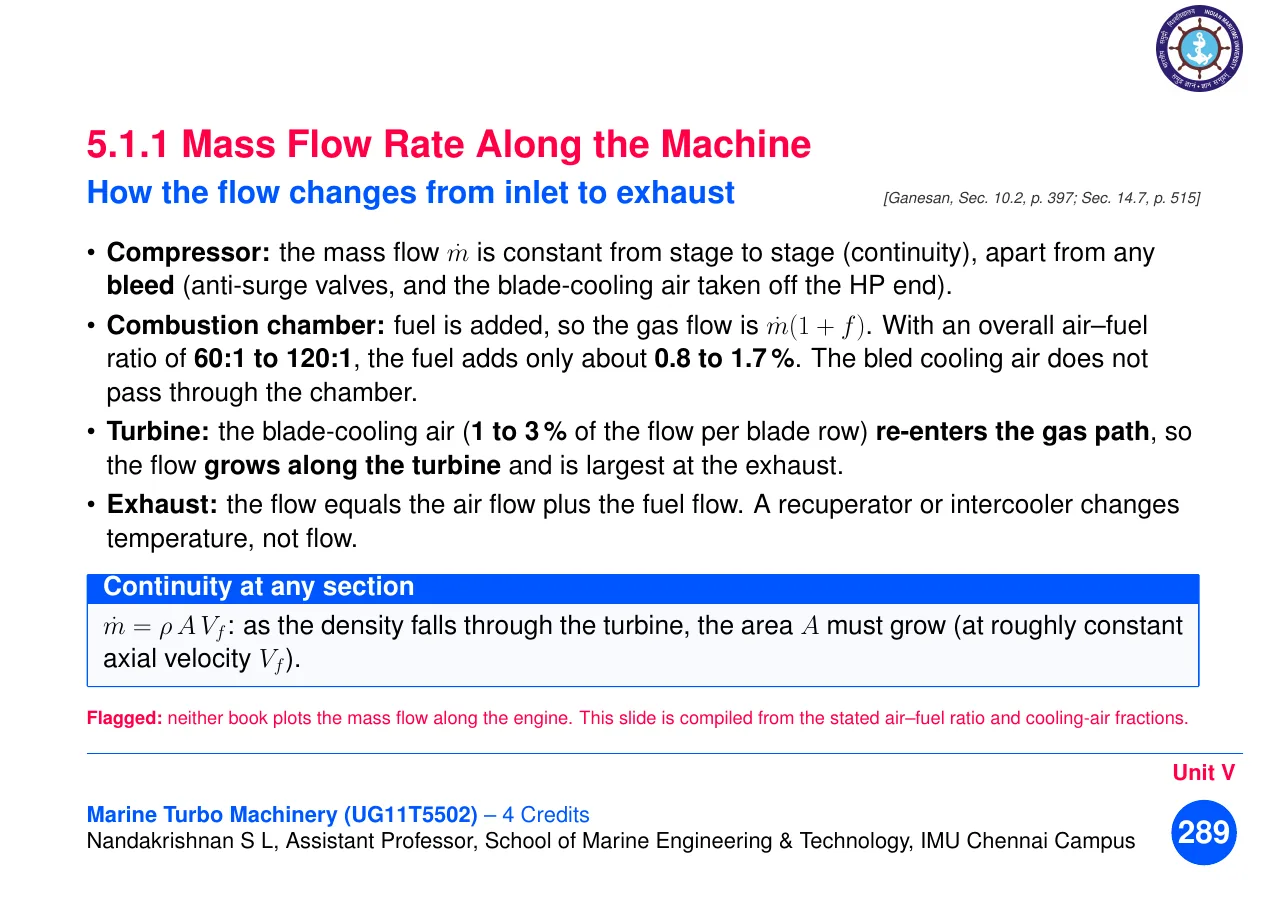 5.1.1 Mass Flow Rate Along the Machine
How the flow changes from inlet to exhaust [Ganesan, Sec. 10.2, p. 397; Sec. 14.7, p. 515]
• Compressor: the mass flow ṁ is constant from stage to stage (continuity), apart from any
bleed (anti-surge valves, and the blade-cooling air taken off the HP end).
• Combustion chamber: fuel is added, so the gas flow is ṁ(1 + f). With an overall air–fuel
ratio of 60:1 to 120:1, the fuel adds only about 0.8 to 1.7 %. The bled cooling air does not
pass through the chamber.
• Turbine: the blade-cooling air (1 to 3 % of the flow per blade row) re-enters the gas path, so
the flow grows along the turbine and is largest at the exhaust.
• Exhaust: the flow equals the air flow plus the fuel flow. A recuperator or intercooler changes
temperature, not flow.
Continuity at any section
ṁ = ρ A V_f: as the density falls through the turbine, the area A must grow (at roughly constant
axial velocity V_f).
Flagged: neither book plots the mass flow along the engine. This slide is compiled from the stated air–fuel ratio and cooling-air fractions.
Unit V
Marine Turbo Machinery (UG11T5502) – 4 Credits
Nandakrishnan S L, Assistant Professor, School of Marine Engineering & Technology, IMU Chennai Campus
289
INDIAN MARITIME UNIVERSITY